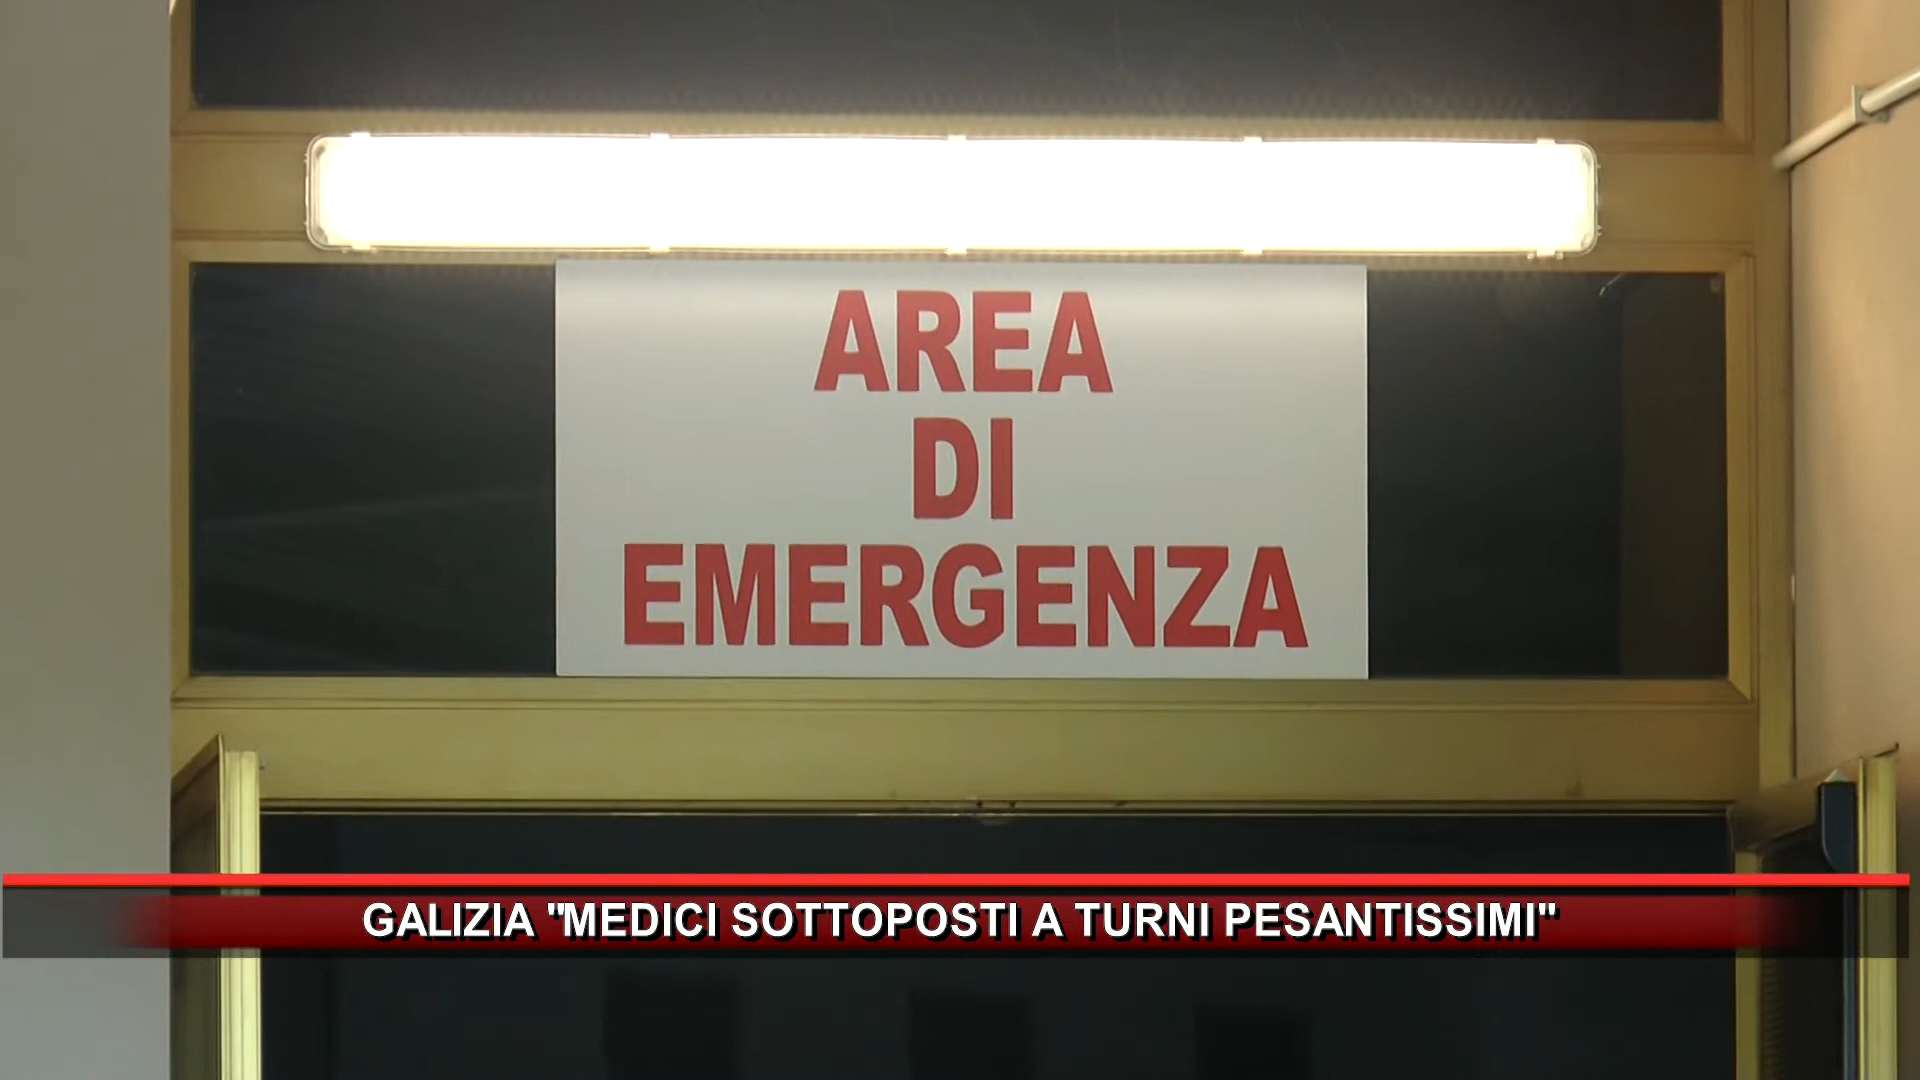 AREA
DI
EMERGENZA
GALIZIA "MEDICI SOTTOPOSTI A TURNI PESANTISSIMI"